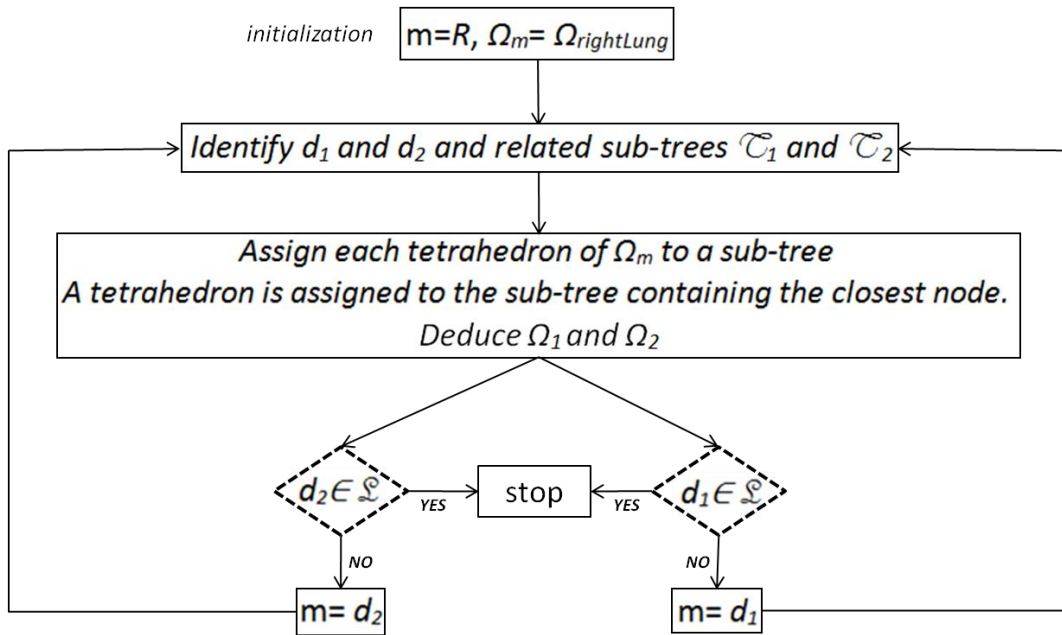 initialization
m=R, Ωₘ= Ω_rightLung
Identify d₁ and d₂ and related sub-trees 𝒯₁ and 𝒯₂
Assign each tetrahedron of Ωₘ to a sub-tree
A tetrahedron is assigned to the sub-tree containing the closest node.
Deduce Ω₁ and Ω₂
d₂∈ 𝔏
YES
stop
YES
d₁∈ 𝔏
NO
NO
m= d₂
m= d₁